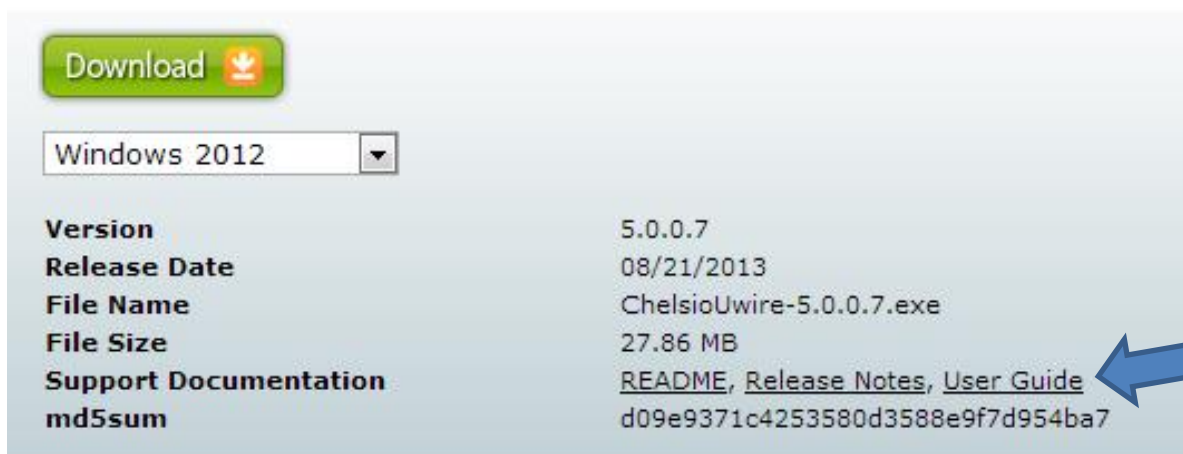 Download
Windows 2012
Version 5.0.0.7
Release Date 08/21/2013
File Name ChelsioUwire-5.0.0.7.exe
File Size 27.86 MB
Support Documentation README, Release Notes, User Guide
md5sum d09e9371c4253580d3588e9f7d954ba7